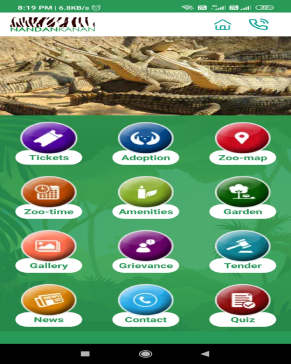 8:19 PM | 6.8KB/s
NANDANKANAN
Tickets
Adoption
Zoo-map
Zoo-time
Amenities
Garden
Gallery
Grievance
Tender
News
Contact
Quiz